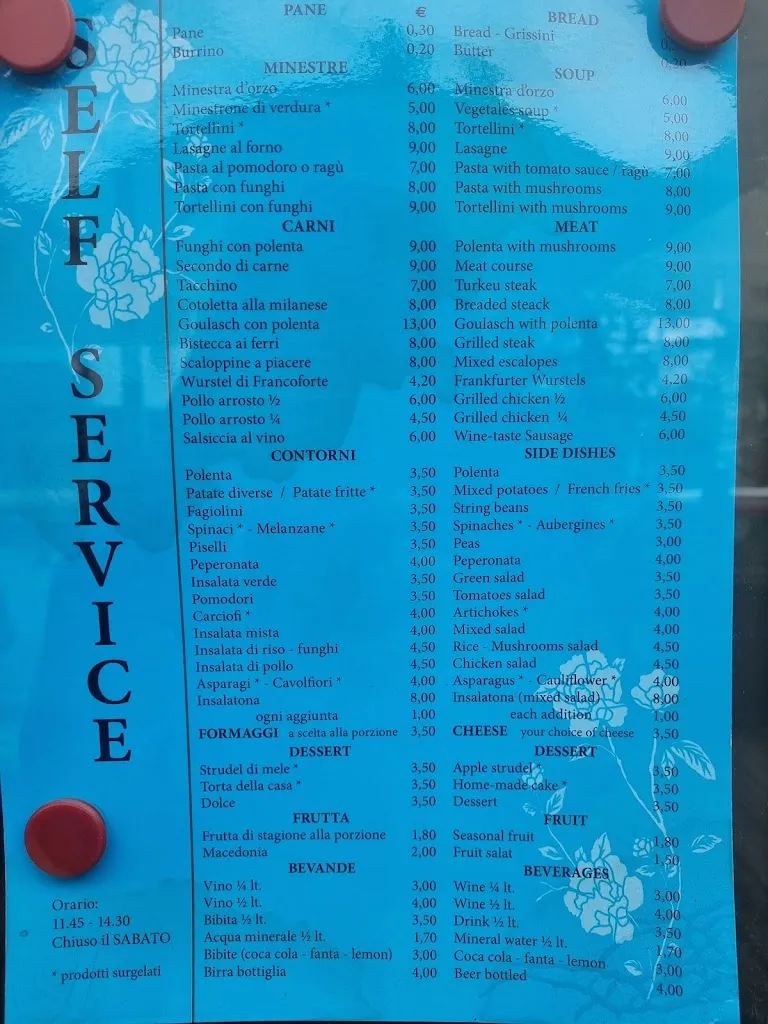 SELF SERVICE
PANE € BREAD
Pane 0,30 Bread - Grissini
Burrino 0,20 Butter 0,20
MINESTRE SOUP
Minestra d'orzo 6,00 Minestra d'orzo 6,00
Minestrone di verdura * 5,00 Vegetales soup * 5,00
Tortellini * 8,00 Tortellini * 8,00
Lasagne al forno 9,00 Lasagne 9,00
Pasta al pomodoro o ragù 7,00 Pasta with tomato sauce / ragù 7,00
Pasta con funghi 8,00 Pasta with mushrooms 8,00
Tortellini con funghi 9,00 Tortellini with mushrooms 9,00
CARNI MEAT
Funghi con polenta 9,00 Polenta with mushrooms 9,00
Secondo di carne 9,00 Meat course 9,00
Tacchino 7,00 Turkeu steak 7,00
Cotoletta alla milanese 8,00 Breaded steack 8,00
Goulasch con polenta 13,00 Goulasch with polenta 13,00
Bistecca ai ferri 8,00 Grilled steak 8,00
Scaloppine a piacere 8,00 Mixed escalopes 8,00
Wurstel di Francoforte 4,20 Frankfurter Wurstels 4,20
Pollo arrosto ½ 6,00 Grilled chicken ½ 6,00
Pollo arrosto ¼ 4,50 Grilled chicken ¼ 4,50
Salsiccia al vino 6,00 Wine-taste Sausage 6,00
CONTORNI SIDE DISHES
Polenta 3,50 Polenta 3,50
Patate diverse / Patate fritte * 3,50 Mixed potatoes / French fries * 3,50
Fagiolini 3,50 String beans 3,50
Spinaci * - Melanzane * 3,50 Spinaches * - Aubergines * 3,50
Piselli 3,50 Peas 3,00
Peperonata 4,00 Peperonata 4,00
Insalata verde 3,50 Green salad 3,50
Pomodori 3,50 Tomatoes salad 3,50
Carciofi * 4,00 Artichokes * 4,00
Insalata mista 4,00 Mixed salad 4,00
Insalata di riso - funghi 4,50 Rice - Mushrooms salad 4,50
Insalata di pollo 4,50 Chicken salad 4,50
Asparagi * - Cavolfiori * 4,00 Asparagus * - Cauliflower * 4,00
Insalatona 8,00 Insalatona (mixed salad) 8,00
ogni aggiunta 1,00 each addition 1,00
FORMAGGI a scelta alla porzione 3,50 CHEESE your choice of cheese 3,50
DESSERT DESSERT
Strudel di mele * 3,50 Apple strudel * 3,50
Torta della casa * 3,50 Home-made cake * 3,50
Dolce 3,50 Dessert 3,50
FRUTTA FRUIT
Frutta di stagione alla porzione 1,80 Seasonal fruit 1,80
Macedonia 2,00 Fruit salat 1,50
BEVANDE BEVERAGES
Vino ¼ lt. 3,00 Wine ¼ lt. 3,00
Vino ½ lt. 4,00 Wine ½ lt. 4,00
Bibita ½ lt. 3,50 Drink ½ lt. 3,50
Acqua minerale ½ lt. 1,70 Mineral water ½ lt. 1,70
Bibite (coca cola - fanta - lemon) 3,00 Coca cola - fanta - lemon 3,00
Birra bottiglia 4,00 Beer bottled 4,00
Orario:
11.45 - 14.30
Chiuso il SABATO
* prodotti surgelati